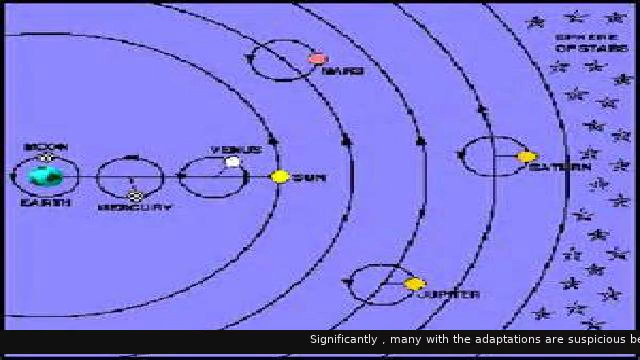 SPHERE
OF STARS
MARS
MOON
VENUS
SUN
SATURN
EARTH
MERCURY
JUPITER
Significantly , many with the adaptations are suspicious be